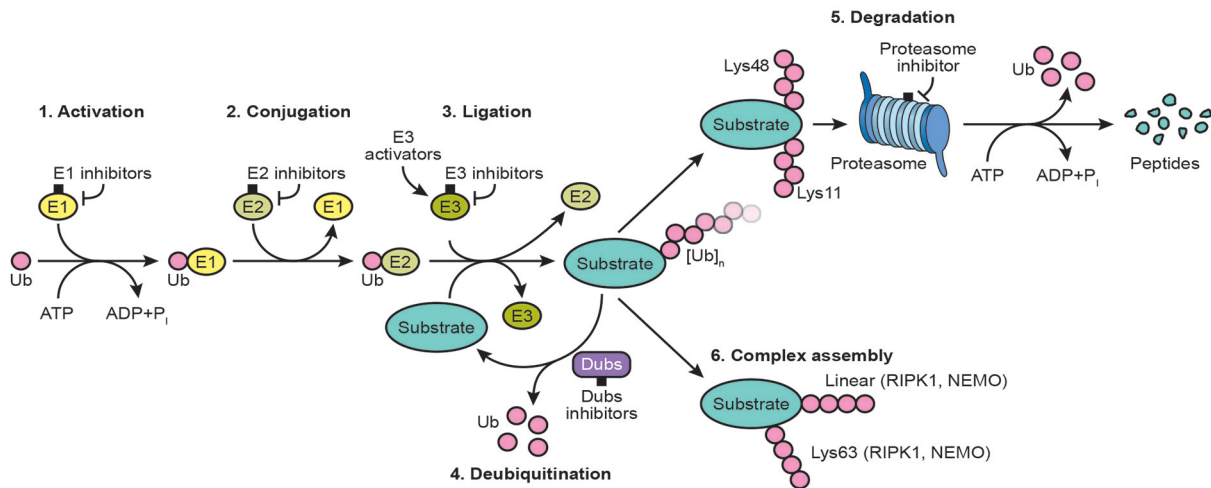 5. Degradation
Proteasome
inhibitor
Ub
Lys48
Substrate
Proteasome
Lys11
ATP
ADP+PI
Peptides
1. Activation
E1 inhibitors
E1
Ub
Ub
E1
ATP
ADP+PI
2. Conjugation
E2 inhibitors
E2
E1
Ub
E2
3. Ligation
E3
activators
E3 inhibitors
E3
E2
Substrate
[Ub]n
E3
Substrate
Dubs
Dubs
inhibitors
Ub
4. Deubiquitination
6. Complex assembly
Linear (RIPK1, NEMO)
Substrate
Lys63 (RIPK1, NEMO)